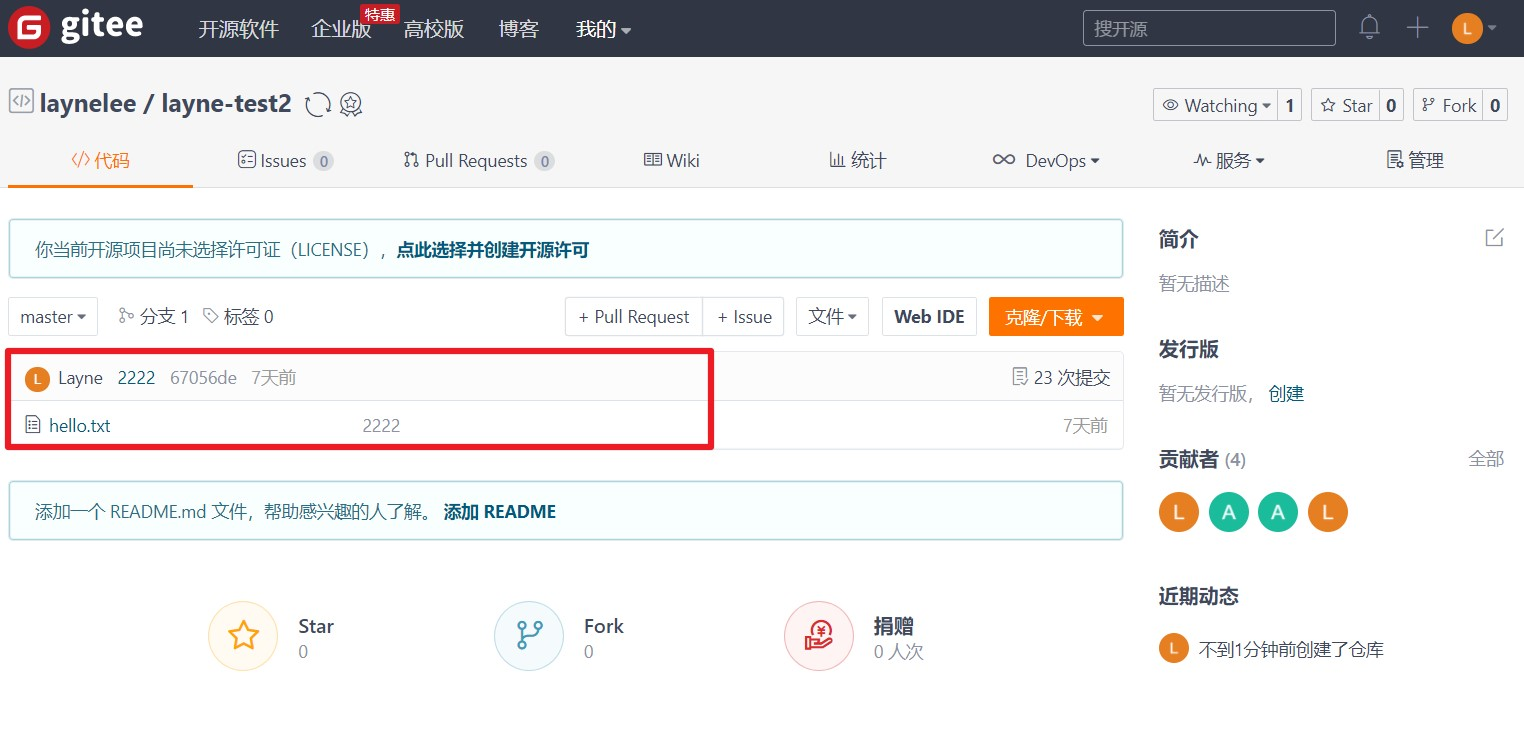 gitee 开源软件 企业版 特惠 高校版 博客 我的 搜开源 L
laynelee / layne-test2 Watching 1 Star 0 Fork 0
代码 Issues 0 Pull Requests 0 Wiki 统计 DevOps 服务 管理
你当前开源项目尚未选择许可证（LICENSE），点此选择并创建开源许可
master 分支 1 标签 0 + Pull Request + Issue 文件 Web IDE 克隆/下载
L Layne 2222 67056de 7天前 23 次提交
hello.txt 2222 7天前
添加一个 README.md 文件，帮助感兴趣的人了解。 添加 README
Star
0
Fork
0
捐赠
0 人次
简介
暂无描述
发行版
暂无发行版， 创建
贡献者 (4) 全部
L A A L
近期动态
L 不到1分钟前创建了仓库